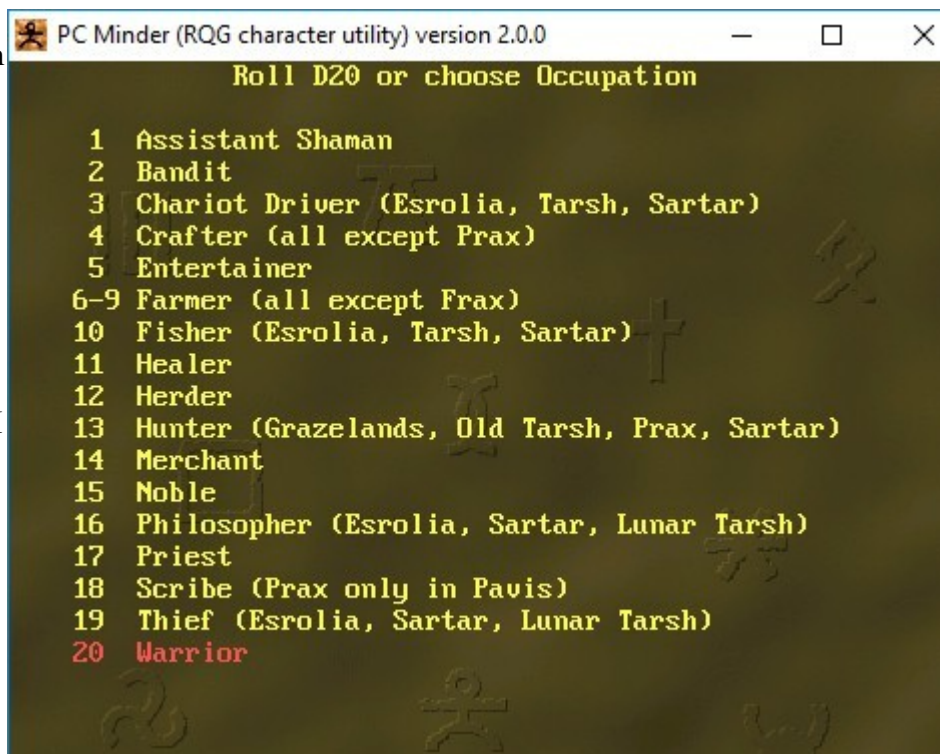 PC Minder (RQG character utility) version 2.0.0
Roll D20 or choose Occupation
1 Assistant Shaman
2 Bandit
3 Chariot Driver (Esrolia, Tarsh, Sartar)
4 Crafter (all except Prax)
5 Entertainer
6-9 Farmer (all except Frax)
10 Fisher (Esrolia, Tarsh, Sartar)
11 Healer
12 Herder
13 Hunter (Grazelands, Old Tarsh, Prax, Sartar)
14 Merchant
15 Noble
16 Philosopher (Esrolia, Sartar, Lunar Tarsh)
17 Priest
18 Scribe (Prax only in Pavis)
19 Thief (Esrolia, Sartar, Lunar Tarsh)
20 Warrior